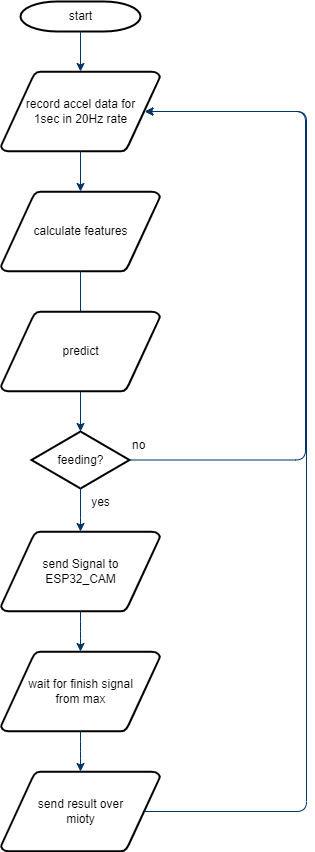 start
record accel data for
1sec in 20Hz rate
calculate features
predict
feeding?
no
yes
send Signal to
ESP32_CAM
wait for finish signal
from max
send result over
mioty